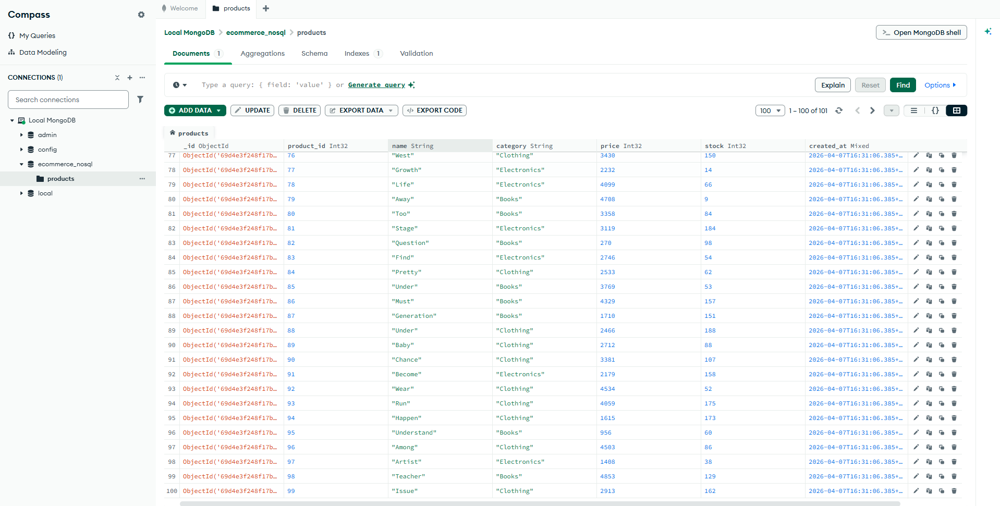 Compass
My Queries
Data Modeling
CONNECTIONS (1)
Search connections
Local MongoDB
admin
config
ecommerce_nosql
products
local
Welcome
products
Local MongoDB > ecommerce_nosql > products
>_ Open MongoDB shell
Documents 1 Aggregations Schema Indexes 1 Validation
Type a query: { field: 'value' } or Generate query
Explain Reset Find Options
ADD DATA UPDATE DELETE EXPORT DATA EXPORT CODE
100 1 – 100 of 101
products
_id ObjectId product_id Int32 name String category String price Int32 stock Int32 created_at Mixed
77 ObjectId('69d4e3f248f17b… 76 "West" "Clothing" 3430 150 2026-04-07T16:31:06.385+…
78 ObjectId('69d4e3f248f17b… 77 "Growth" "Electronics" 2232 14 2026-04-07T16:31:06.385+…
79 ObjectId('69d4e3f248f17b… 78 "Life" "Electronics" 4099 66 2026-04-07T16:31:06.385+…
80 ObjectId('69d4e3f248f17b… 79 "Away" "Books" 4708 9 2026-04-07T16:31:06.385+…
81 ObjectId('69d4e3f248f17b… 80 "Too" "Books" 3358 84 2026-04-07T16:31:06.385+…
82 ObjectId('69d4e3f248f17b… 81 "Stage" "Electronics" 3119 184 2026-04-07T16:31:06.385+…
83 ObjectId('69d4e3f248f17b… 82 "Question" "Books" 270 98 2026-04-07T16:31:06.385+…
84 ObjectId('69d4e3f248f17b… 83 "Find" "Electronics" 2746 54 2026-04-07T16:31:06.385+…
85 ObjectId('69d4e3f248f17b… 84 "Pretty" "Clothing" 2533 62 2026-04-07T16:31:06.385+…
86 ObjectId('69d4e3f248f17b… 85 "Under" "Books" 3769 53 2026-04-07T16:31:06.385+…
87 ObjectId('69d4e3f248f17b… 86 "Must" "Books" 4329 157 2026-04-07T16:31:06.385+…
88 ObjectId('69d4e3f248f17b… 87 "Generation" "Books" 1710 151 2026-04-07T16:31:06.385+…
89 ObjectId('69d4e3f248f17b… 88 "Under" "Clothing" 2466 188 2026-04-07T16:31:06.385+…
90 ObjectId('69d4e3f248f17b… 89 "Baby" "Clothing" 2712 88 2026-04-07T16:31:06.385+…
91 ObjectId('69d4e3f248f17b… 90 "Chance" "Clothing" 3381 107 2026-04-07T16:31:06.385+…
92 ObjectId('69d4e3f248f17b… 91 "Become" "Electronics" 2179 158 2026-04-07T16:31:06.385+…
93 ObjectId('69d4e3f248f17b… 92 "Wear" "Clothing" 4534 52 2026-04-07T16:31:06.385+…
94 ObjectId('69d4e3f248f17b… 93 "Run" "Clothing" 4059 175 2026-04-07T16:31:06.385+…
95 ObjectId('69d4e3f248f17b… 94 "Happen" "Clothing" 1615 173 2026-04-07T16:31:06.385+…
96 ObjectId('69d4e3f248f17b… 95 "Understand" "Books" 956 60 2026-04-07T16:31:06.385+…
97 ObjectId('69d4e3f248f17b… 96 "Among" "Clothing" 4503 86 2026-04-07T16:31:06.385+…
98 ObjectId('69d4e3f248f17b… 97 "Artist" "Electronics" 1408 38 2026-04-07T16:31:06.385+…
99 ObjectId('69d4e3f248f17b… 98 "Teacher" "Books" 4853 129 2026-04-07T16:31:06.385+…
100 ObjectId('69d4e3f248f17b… 99 "Issue" "Clothing" 2913 162 2026-04-07T16:31:06.385+…